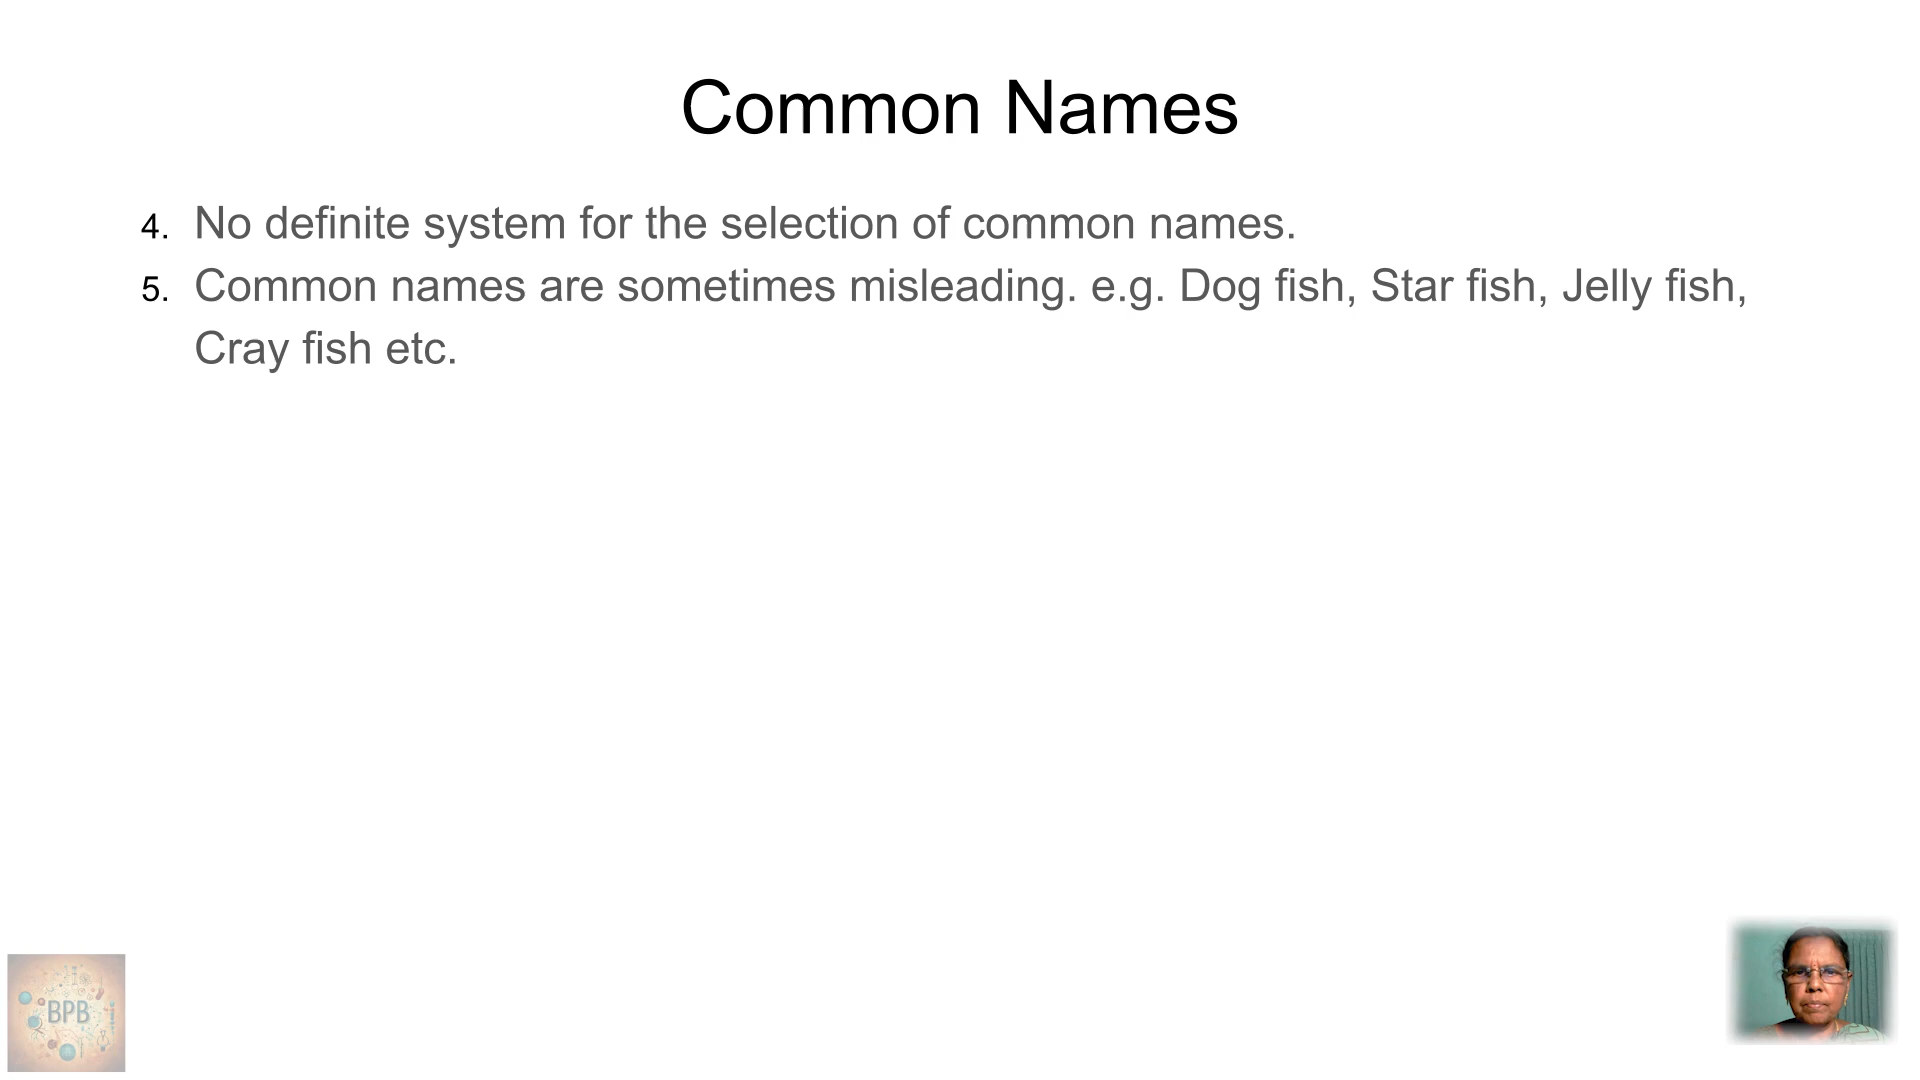 Common Names
4. No definite system for the selection of common names.
5. Common names are sometimes misleading. e.g. Dog fish, Star fish, Jelly fish,
Cray fish etc.
BPB